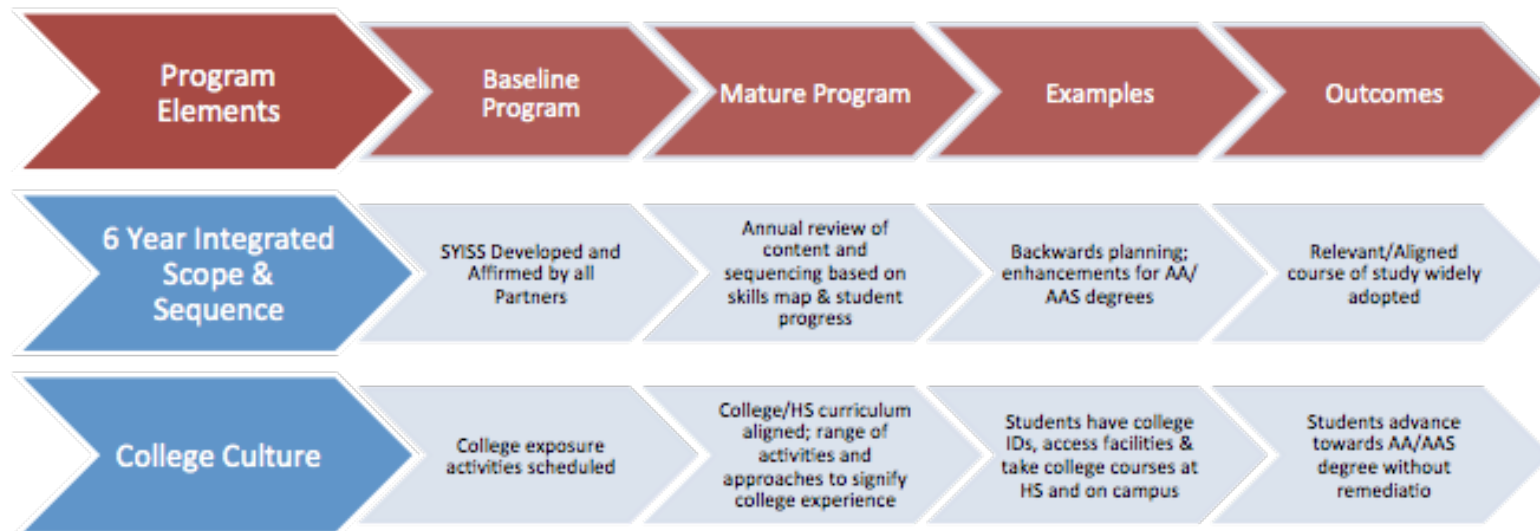 Program
Elements
Baseline
Program
Mature Program
Examples
Outcomes
6 Year Integrated
Scope &
Sequence
SYISS Developed and
Affirmed by all
Partners
Annual review of
content and
sequencing based on
skills map & student
progress
Backwards planning;
enhancements for AA/
AAS degrees
Relevant/Aligned
course of study widely
adopted
College Culture
College exposure
activities scheduled
College/HS curriculum
aligned; range of
activities and
approaches to signify
college experience
Students have college
IDs, access facilities &
take college courses at
HS and on campus
Students advance
towards AA/AAS
degree without
remediatio